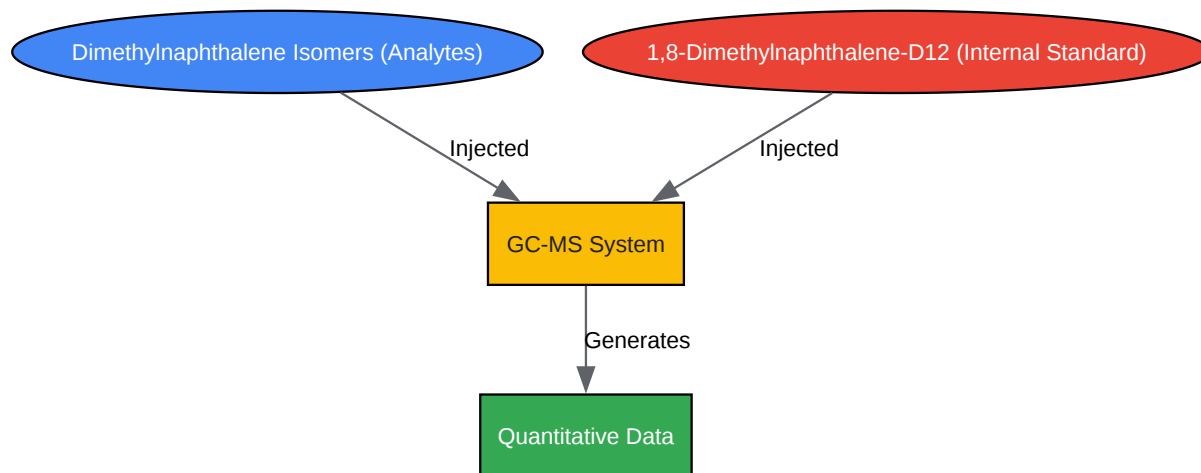 Dimethylnaphthalene Isomers (Analytes)
1,8-Dimethylnaphthalene-D12 (Internal Standard)
Injected
Injected
GC-MS System
Generates
Quantitative Data